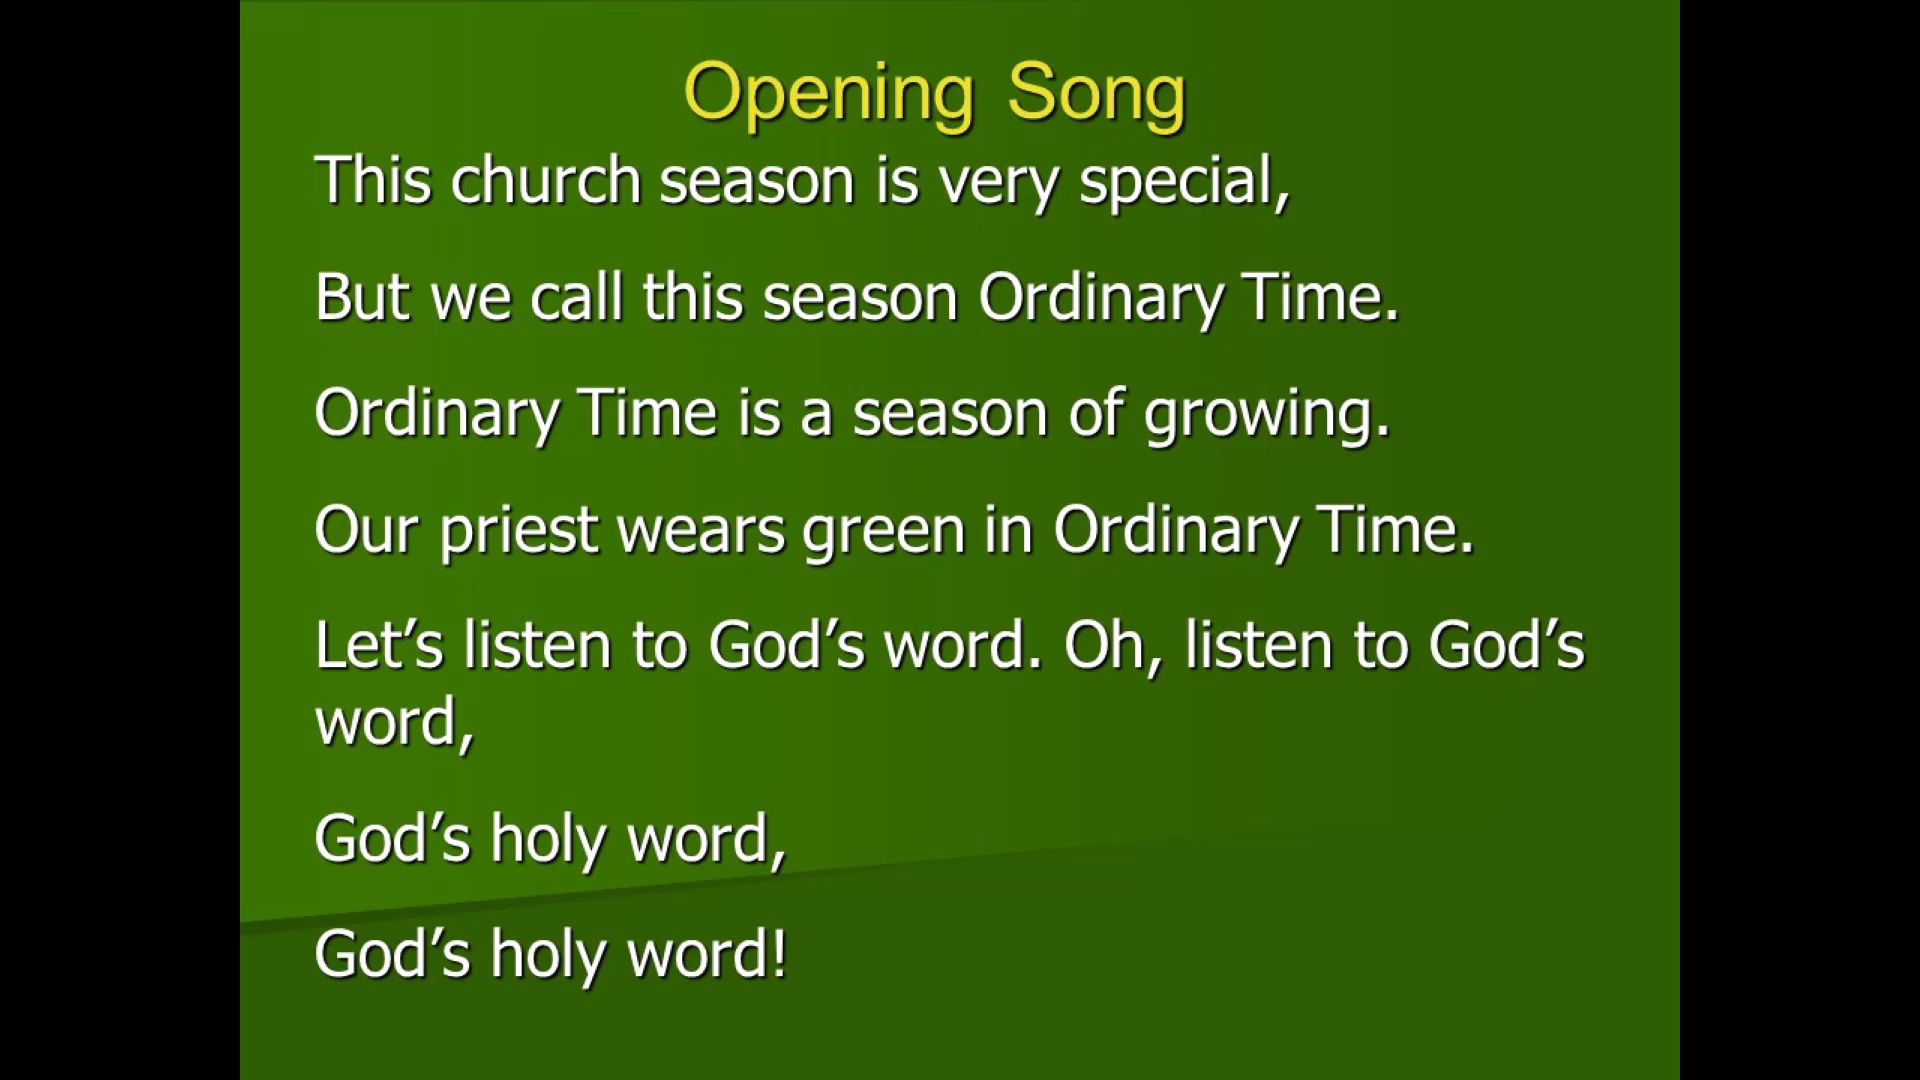 Opening Song
This church season is very special,
But we call this season Ordinary Time.
Ordinary Time is a season of growing.
Our priest wears green in Ordinary Time.
Let’s listen to God’s word. Oh, listen to God’s
word,
God’s holy word,
God’s holy word!